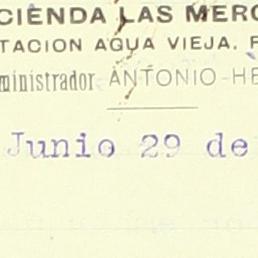 CIENDA LAS MERC
TACION AGUA VIEJA. F
ministrador ANTONIO HE
Junio 29 de